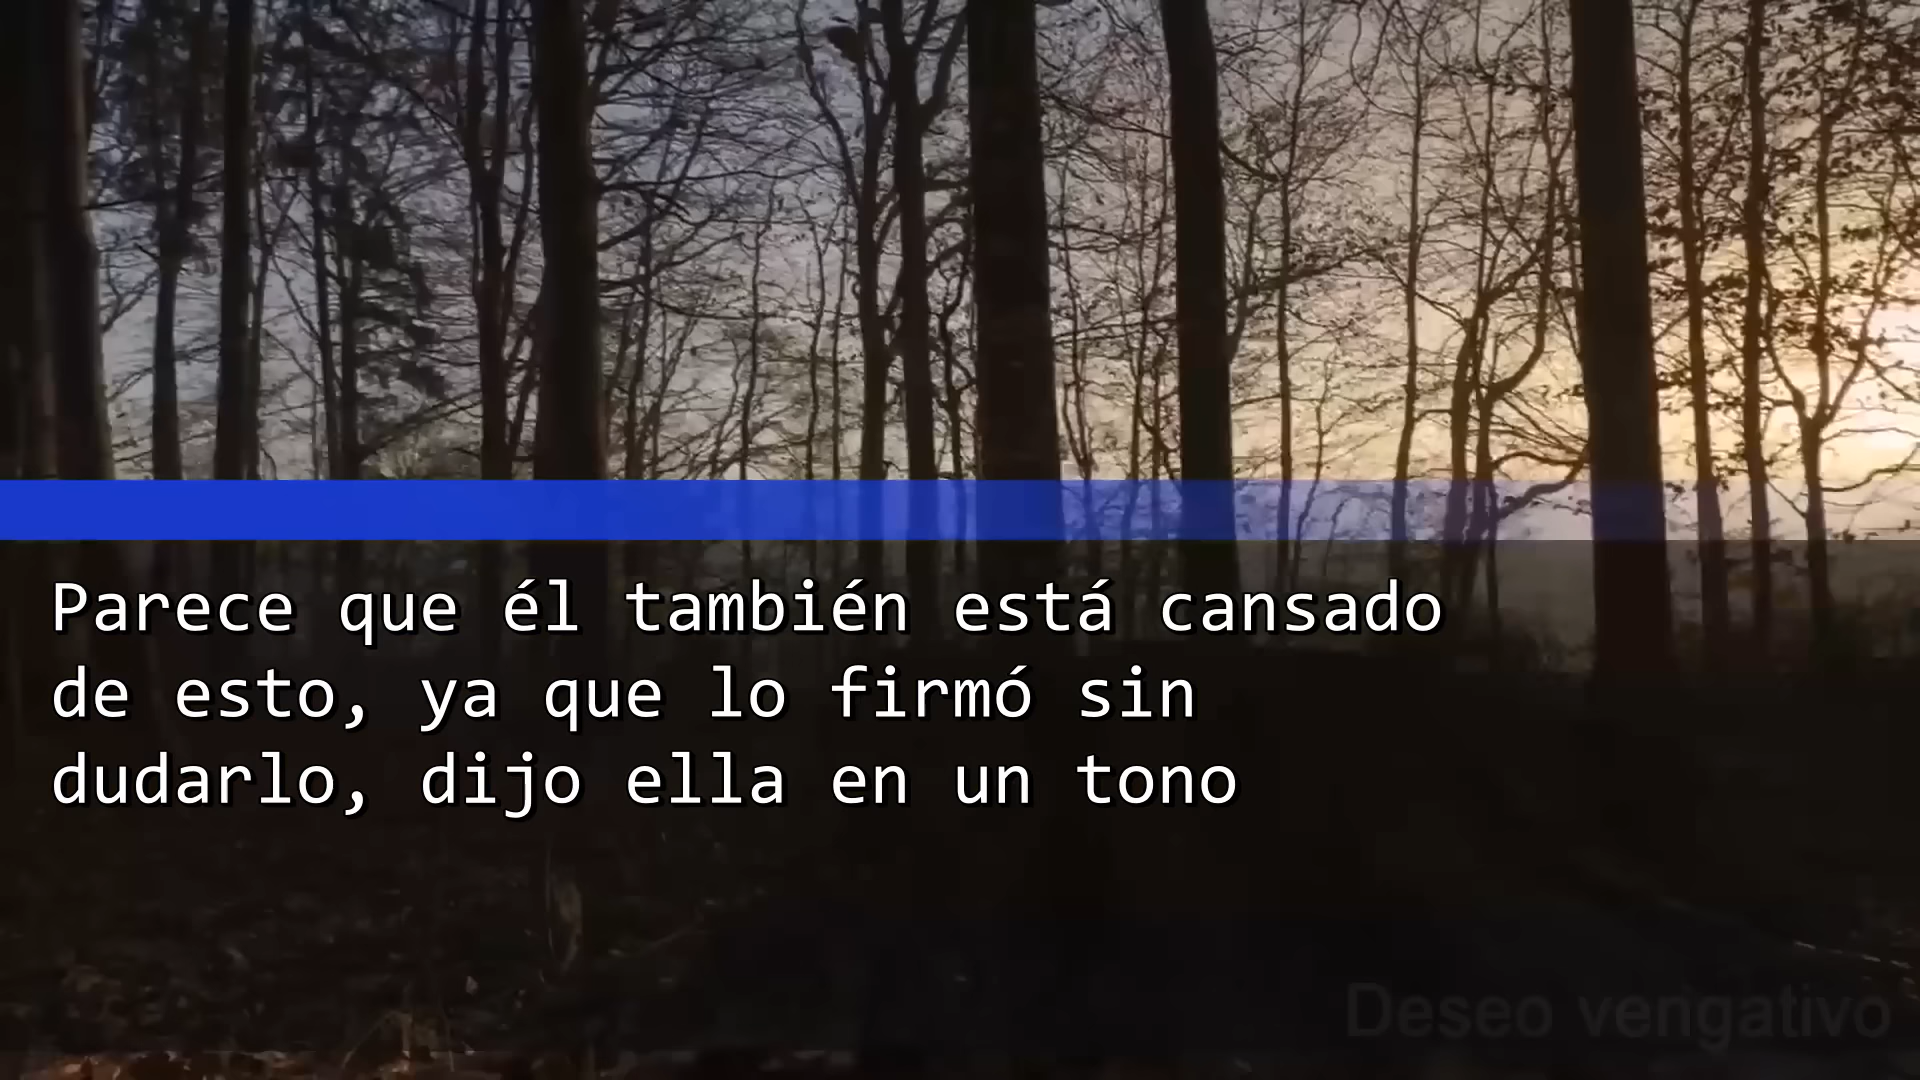 Parece que él también está cansado
de esto, ya que lo firmó sin
dudarlo, dijo ella en un tono
Deseo vengativo